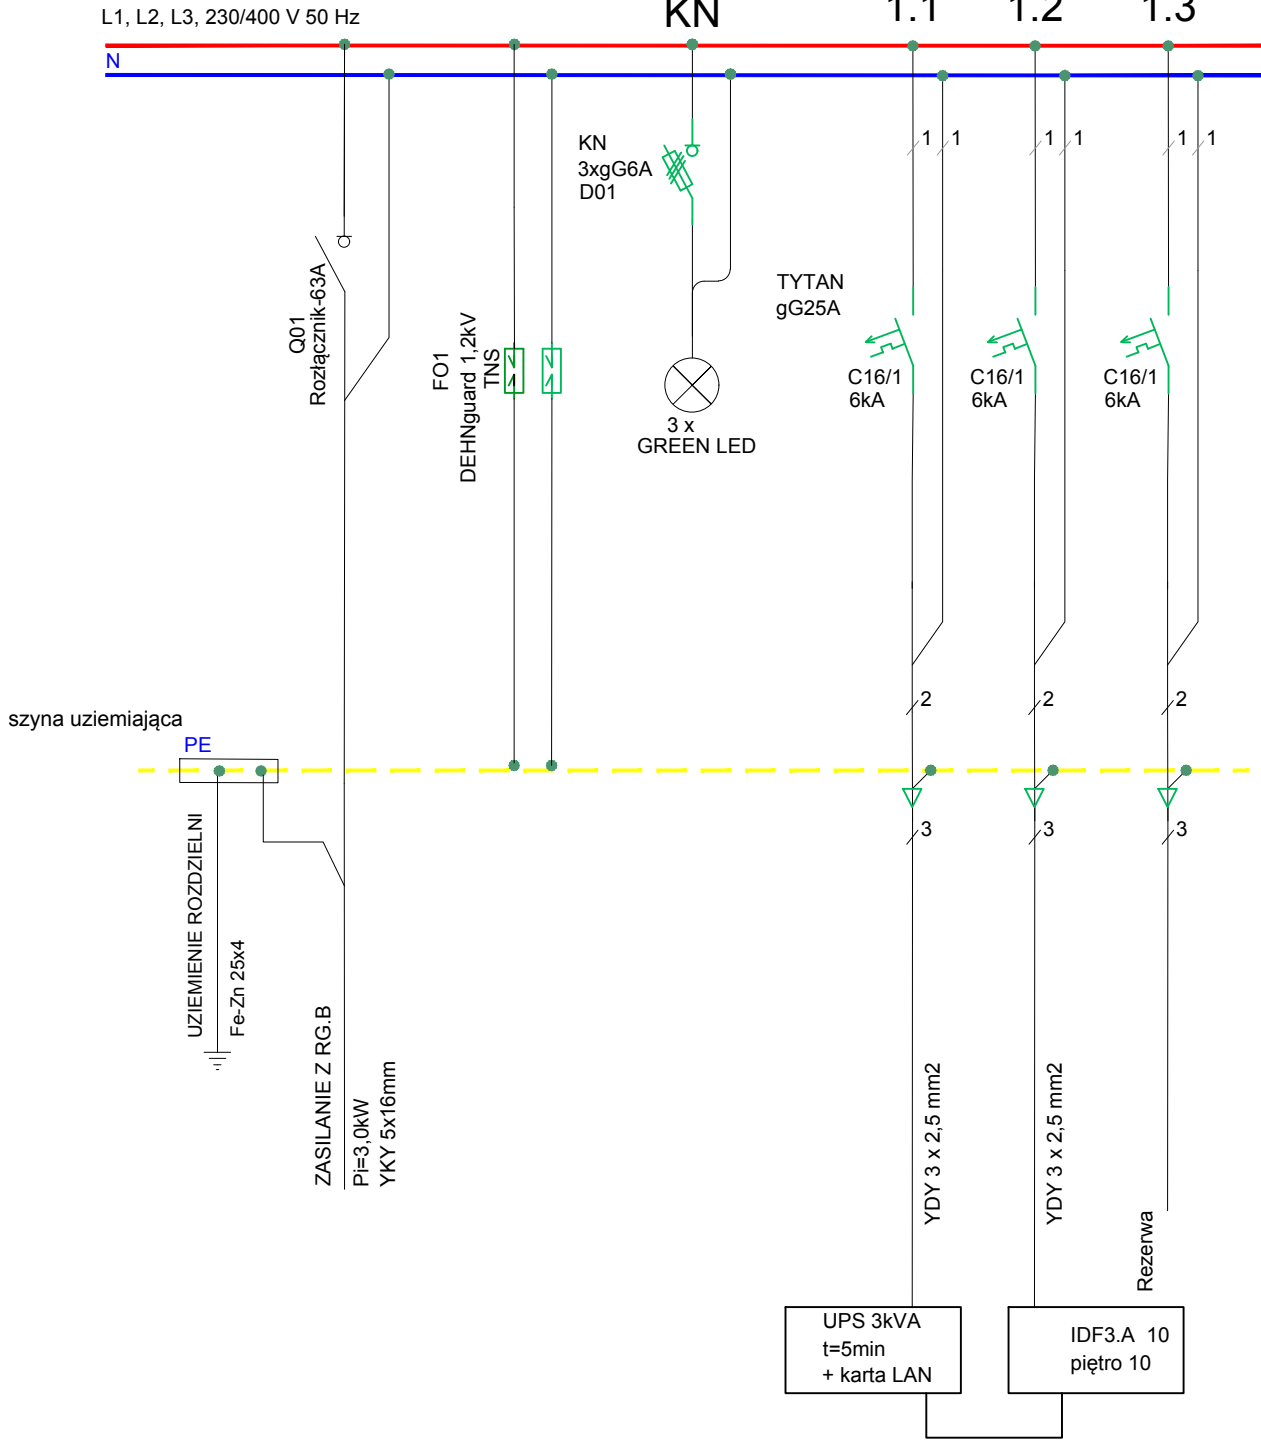 L1, L2, L3, 230/400 V 50 Hz
KN
1.1
1.2
1.3
N
KN
3xgG6A
D01
1
1
1
1
1
1
Q01
Rozłącznik-63A
FO1
DEHNguard 1,2kV
TNS
TYTAN
gG25A
C16/1
6kA
C16/1
6kA
C16/1
6kA
3 x
GREEN LED
2
2
2
szyna uziemiająca
PE
3
3
3
UZIEMIENIE ROZDZIELNI
Fe-Zn 25x4
ZASILANIE Z RG.B
Pi=3,0kW
YKY 5x16mm
YDY 3 x 2,5 mm2
YDY 3 x 2,5 mm2
Rezerwa
UPS 3kVA
t=5min
+ karta LAN
IDF3.A 10
piętro 10